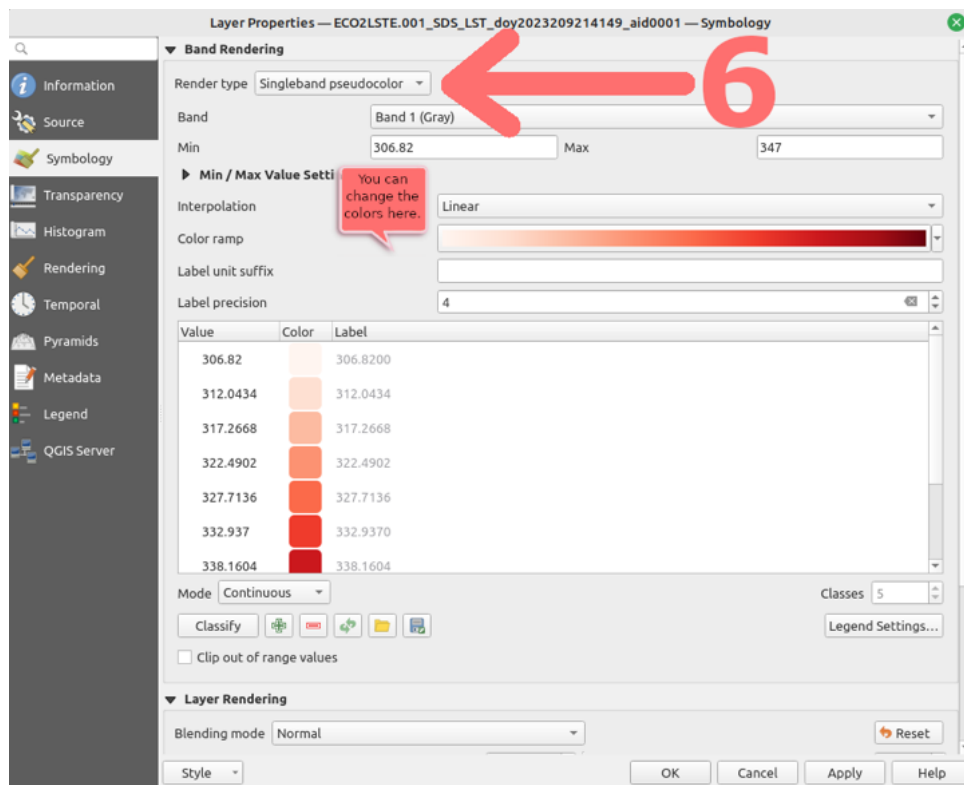 Layer Properties — ECO2LSTE.001_SDS_LST_doy2023209214149_aid0001 — Symbology
Information
Source
Symbology
Transparency
Histogram
Rendering
Temporal
Pyramids
Metadata
Legend
QGIS Server
Band Rendering
Render type Singleband pseudocolor
6
Band Band 1 (Gray)
Min 306.82 Max 347
Min / Max Value Setti
You can
change the
colors here.
Interpolation Linear
Color ramp
Label unit suffix
Label precision 4
Value Color Label
306.82 306.8200
312.0434 312.0434
317.2668 317.2668
322.4902 322.4902
327.7136 327.7136
332.937 332.9370
338.1604 338.1604
Mode Continuous Classes 5
Classify Legend Settings...
Clip out of range values
Layer Rendering
Blending mode Normal Reset
Style OK Cancel Apply Help